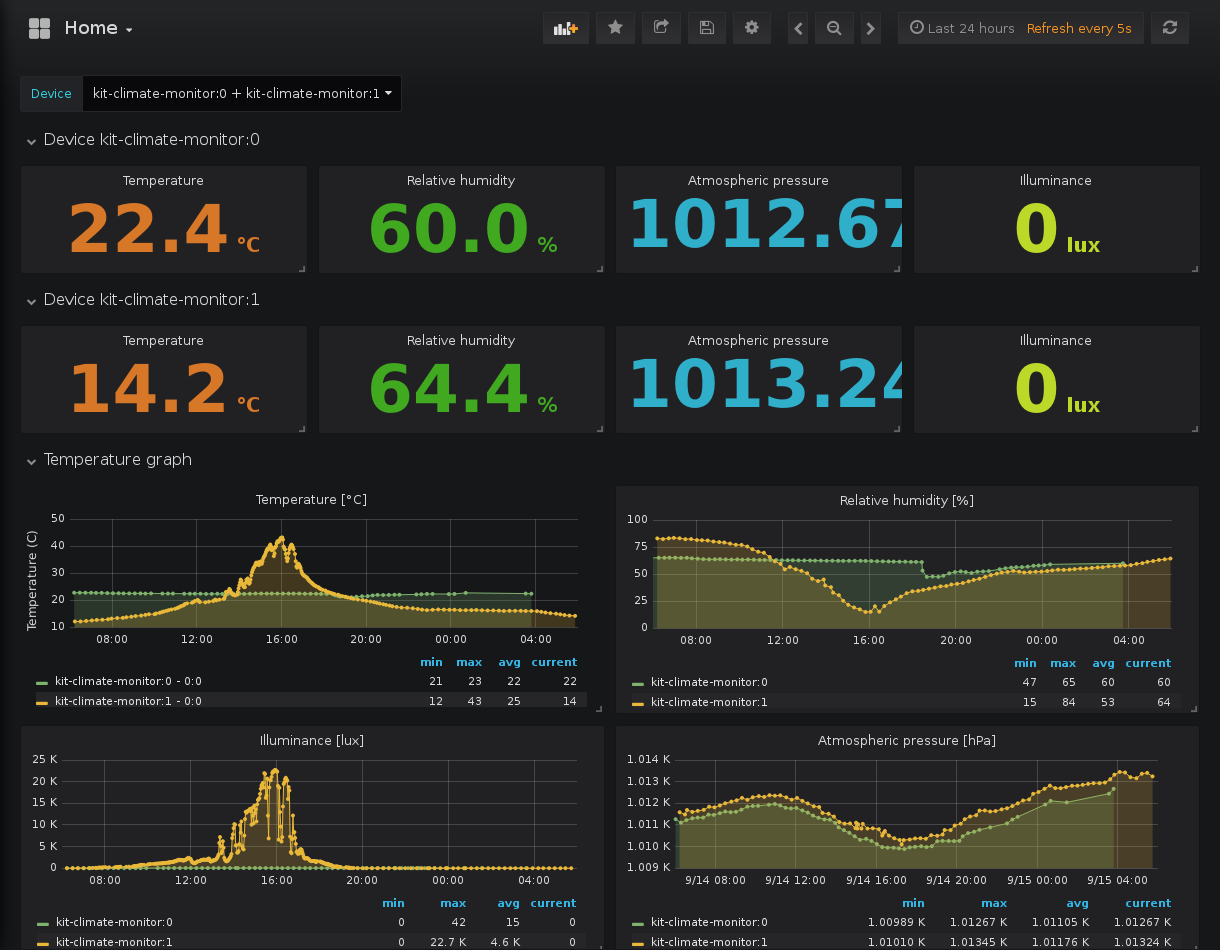 Home
Last 24 hours Refresh every 5s
Device kit-climate-monitor:0 + kit-climate-monitor:1
Device kit-climate-monitor:0
Temperature Relative humidity Atmospheric pressure Illuminance
22.4 °C 60.0 % 1012.67 0 lux
Device kit-climate-monitor:1
Temperature Relative humidity Atmospheric pressure Illuminance
14.2 °C 64.4 % 1013.24 0 lux
Temperature graph
Temperature [°C]
Temperature (C)
50
40
30
20
10
08:00 12:00 16:00 20:00 00:00 04:00
min max avg current
kit-climate-monitor:0 - 0:0 21 23 22 22
kit-climate-monitor:1 - 0:0 12 43 25 14
Relative humidity [%]
100
75
50
25
0
08:00 12:00 16:00 20:00 00:00 04:00
min max avg current
kit-climate-monitor:0 47 65 60 60
kit-climate-monitor:1 15 84 53 64
Illuminance [lux]
25 K
20 K
15 K
10 K
5 K
0
08:00 12:00 16:00 20:00 00:00 04:00
min max avg current
kit-climate-monitor:0 0 42 15 0
kit-climate-monitor:1 0 22.7 K 4.6 K 0
Atmospheric pressure [hPa]
1.014 K
1.013 K
1.012 K
1.011 K
1.010 K
1.009 K
9/14 08:00 9/14 12:00 9/14 16:00 9/14 20:00 9/15 00:00 9/15 04:00
min max avg current
kit-climate-monitor:0 1.00989 K 1.01267 K 1.01105 K 1.01267 K
kit-climate-monitor:1 1.01010 K 1.01345 K 1.01176 K 1.01324 K